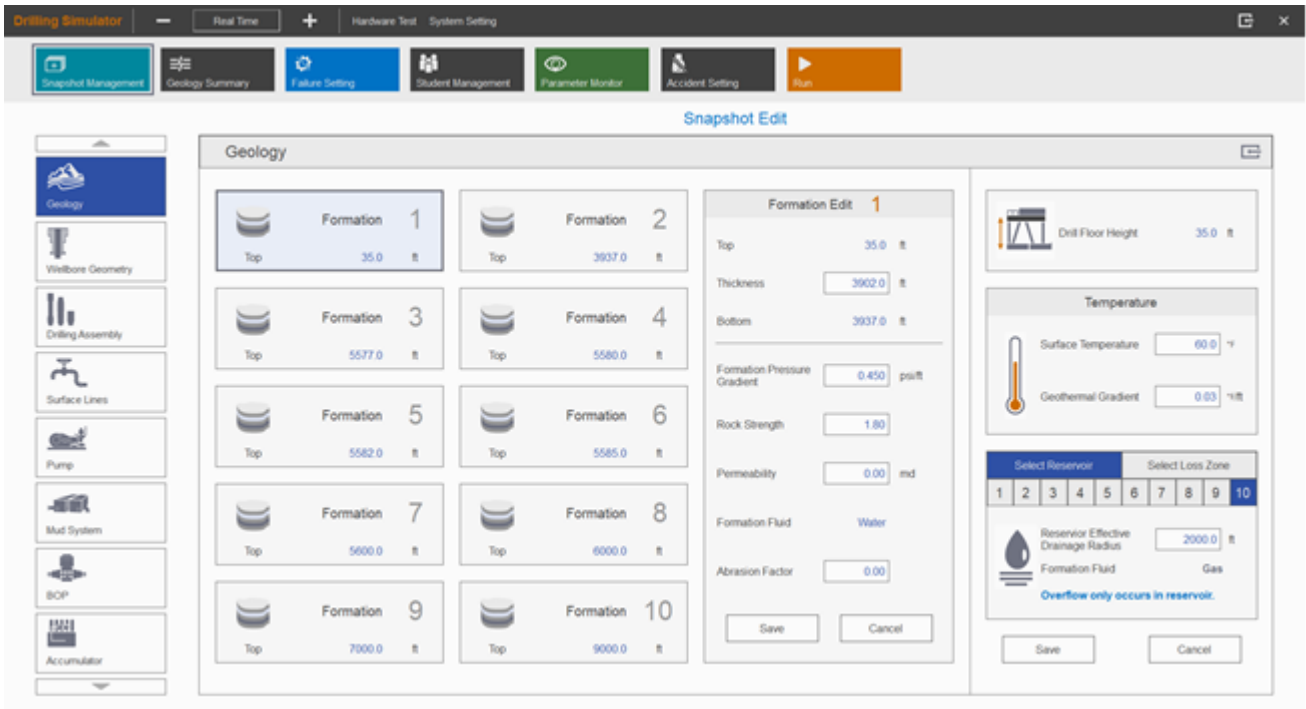 Drilling Simulator Real Time Hardware Test System Setting
Snapshot Management Geology Summary Failure Setting Student Management Parameter Monitor Accident Setting Run
Snapshot Edit
Geology
Wellbore Geometry
Drilling Assembly
Surface Lines
Pump
Mud System
BOP
Accumulator
Geology
Formation 1
Top 35.0 ft
Formation 2
Top 3937.0 ft
Formation 3
Top 5577.0 ft
Formation 4
Top 5580.0 ft
Formation 5
Top 5582.0 ft
Formation 6
Top 5585.0 ft
Formation 7
Top 5600.0 ft
Formation 8
Top 6000.0 ft
Formation 9
Top 7000.0 ft
Formation 10
Top 9000.0 ft
Formation Edit 1
Top 35.0 ft
Thickness 3902.0 ft
Bottom 3937.0 ft
Formation Pressure
Gradient 0.450 psi/ft
Rock Strength 1.80
Permeability 0.00 md
Formation Fluid Water
Abrasion Factor 0.00
Save Cancel
Drill Floor Height 35.0 ft
Temperature
Surface Temperature 60.0 °F
Geothermal Gradient 0.03 °F/ft
Select Reservoir Select Loss Zone
1 2 3 4 5 6 7 8 9 10
Reservior Effective
Drainage Radius 2000.0 ft
Formation Fluid Gas
Overflow only occurs in reservoir.
Save Cancel